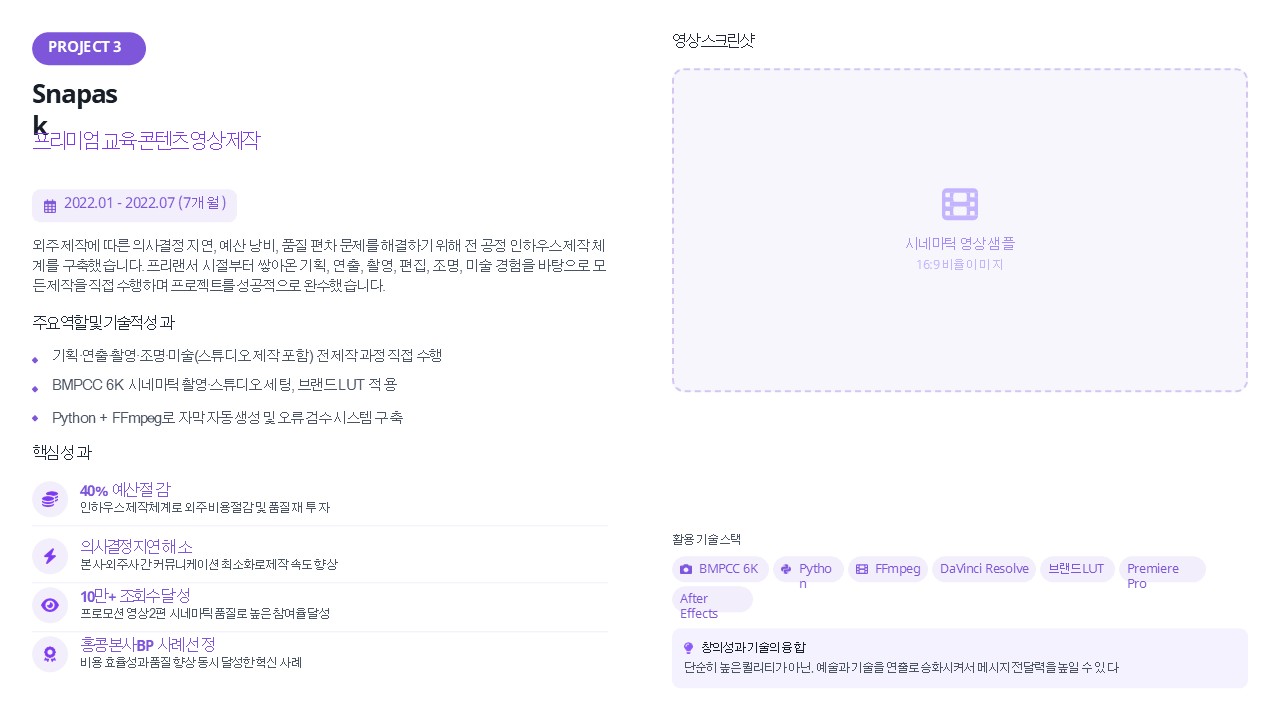 PROJECT 3
Snapas
k
프리미엄 교육 콘텐츠 영상 제작
2022.01 - 2022.07 (7개월)
외주 제작에 따른 의사결정 지연, 예산 낭비, 품질 편차 문제를 해결하기 위해 전 공정 인하우스 제작 체
계를 구축했습니다. 프리랜서 시절부터 쌓아온 기획, 연출, 촬영, 편집, 조명, 미술 경험을 바탕으로 모
든 제작을 직접 수행하며 프로젝트를 성공적으로 완수했습니다.
주요 역할 및 기술적 성과
기획·연출·촬영·조명·미술(스튜디오 제작 포함) 전 제작 과정 직접 수행
BMPCC 6K 시네마틱 촬영·스튜디오 세팅, 브랜드 LUT 적용
Python + FFmpeg로 자막 자동 생성 및 오류 검수 시스템 구축
핵심 성과
40% 예산 절감
인하우스 제작체계로 외주 비용 절감 및 품질 재투자
의사결정 지연 해소
본사·외주사 간 커뮤니케이션 최소화로 제작 속도 향상
10만+ 조회수 달성
프로모션 영상 2편 시네마틱 품질로 높은 참여율 달성
홍콩 본사 BP 사례 선정
비용 효율성과 품질 향상 동시 달성한 혁신 사례
영상 스크린샷
시네마틱 영상 샘플
16:9 비율 이미지
활용 기술 스택
BMPCC 6K
Pytho
n
FFmpeg
DaVinci Resolve
브랜드 LUT
Premiere
Pro
After
Effects
창의성과 기술의 융합
단순히 높은 퀄리티가 아닌, 예술과 기술을 연출로 승화시켜서 메시지 전달력을 높일 수 있다